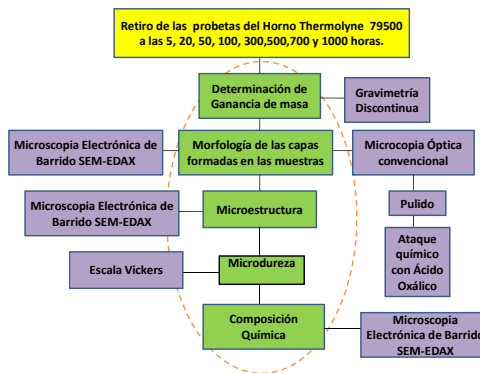 Retiro de las probetas del Horno Thermolyne 79500
a las 5, 20, 50, 100, 300,500,700 y 1000 horas.
Determinación de
Ganancia de masa
Gravimetría
Discontinua
Microscopia Electrónica de
Barrido SEM-EDAX
Morfología de las capas
formadas en las muestras
Microcopia Óptica
convencional
Microscopia Electrónica de
Barrido SEM-EDAX
Microestructura
Pulido
Ataque
químico
con Ácido
Oxálico
Escala Vickers
Microdureza
Composición
Química
Microscopia
Electrónica de Barrido
SEM-EDAX